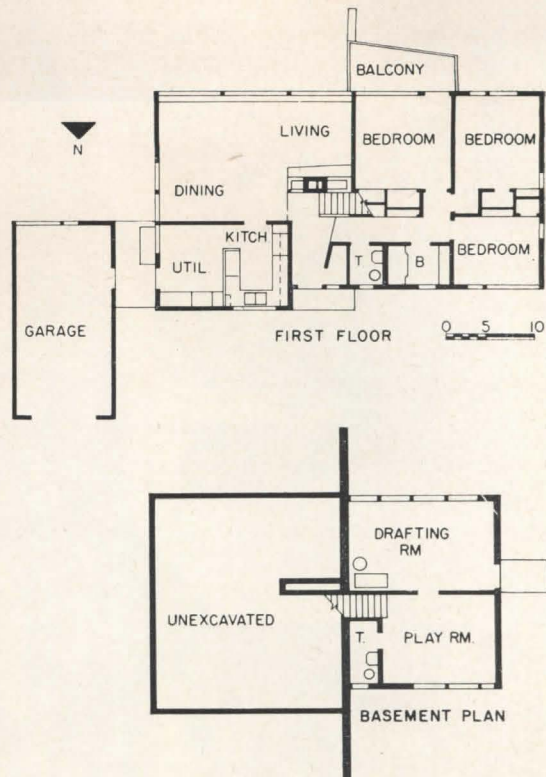 BALCONY
N
LIVING
BEDROOM
BEDROOM
DINING
KITCH.
UTIL.
T.
B
BEDROOM
GARAGE
FIRST FLOOR
0 5 10
DRAFTING
RM
UNEXCAVATED
T.
PLAY RM.
BASEMENT PLAN